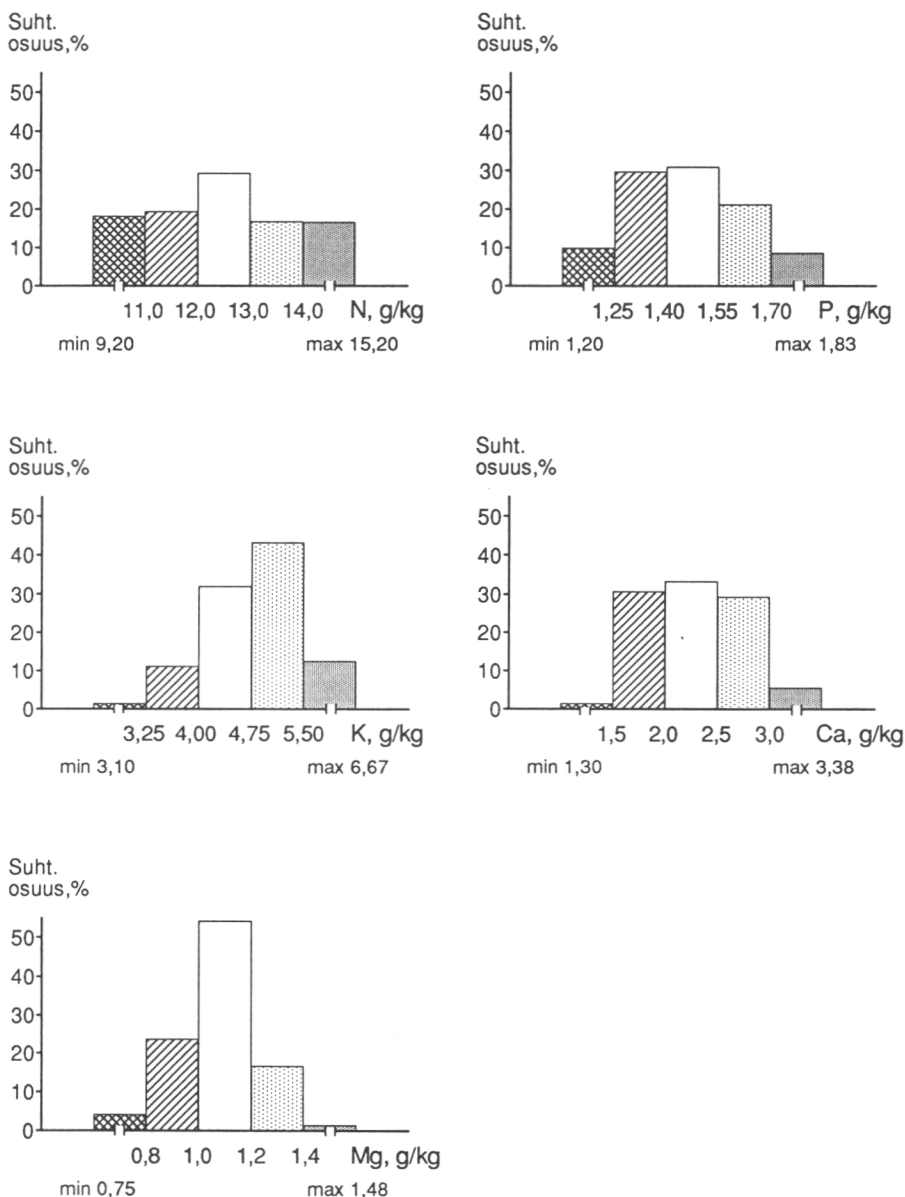 Suht.
osuus,%
50
40
30
20
10
0
11,0 12,0 13,0 14,0 N, g/kg
min 9,20 max 15,20
Suht.
osuus,%
50
40
30
20
10
0
1,25 1,40 1,55 1,70 P, g/kg
min 1,20 max 1,83
Suht.
osuus,%
50
40
30
20
10
0
3,25 4,00 4,75 5,50 K, g/kg
min 3,10 max 6,67
Suht.
osuus,%
50
40
30
20
10
0
1,5 2,0 2,5 3,0 Ca, g/kg
min 1,30 max 3,38
Suht.
osuus,%
50
40
30
20
10
0
0,8 1,0 1,2 1,4 Mg, g/kg
min 0,75 max 1,48